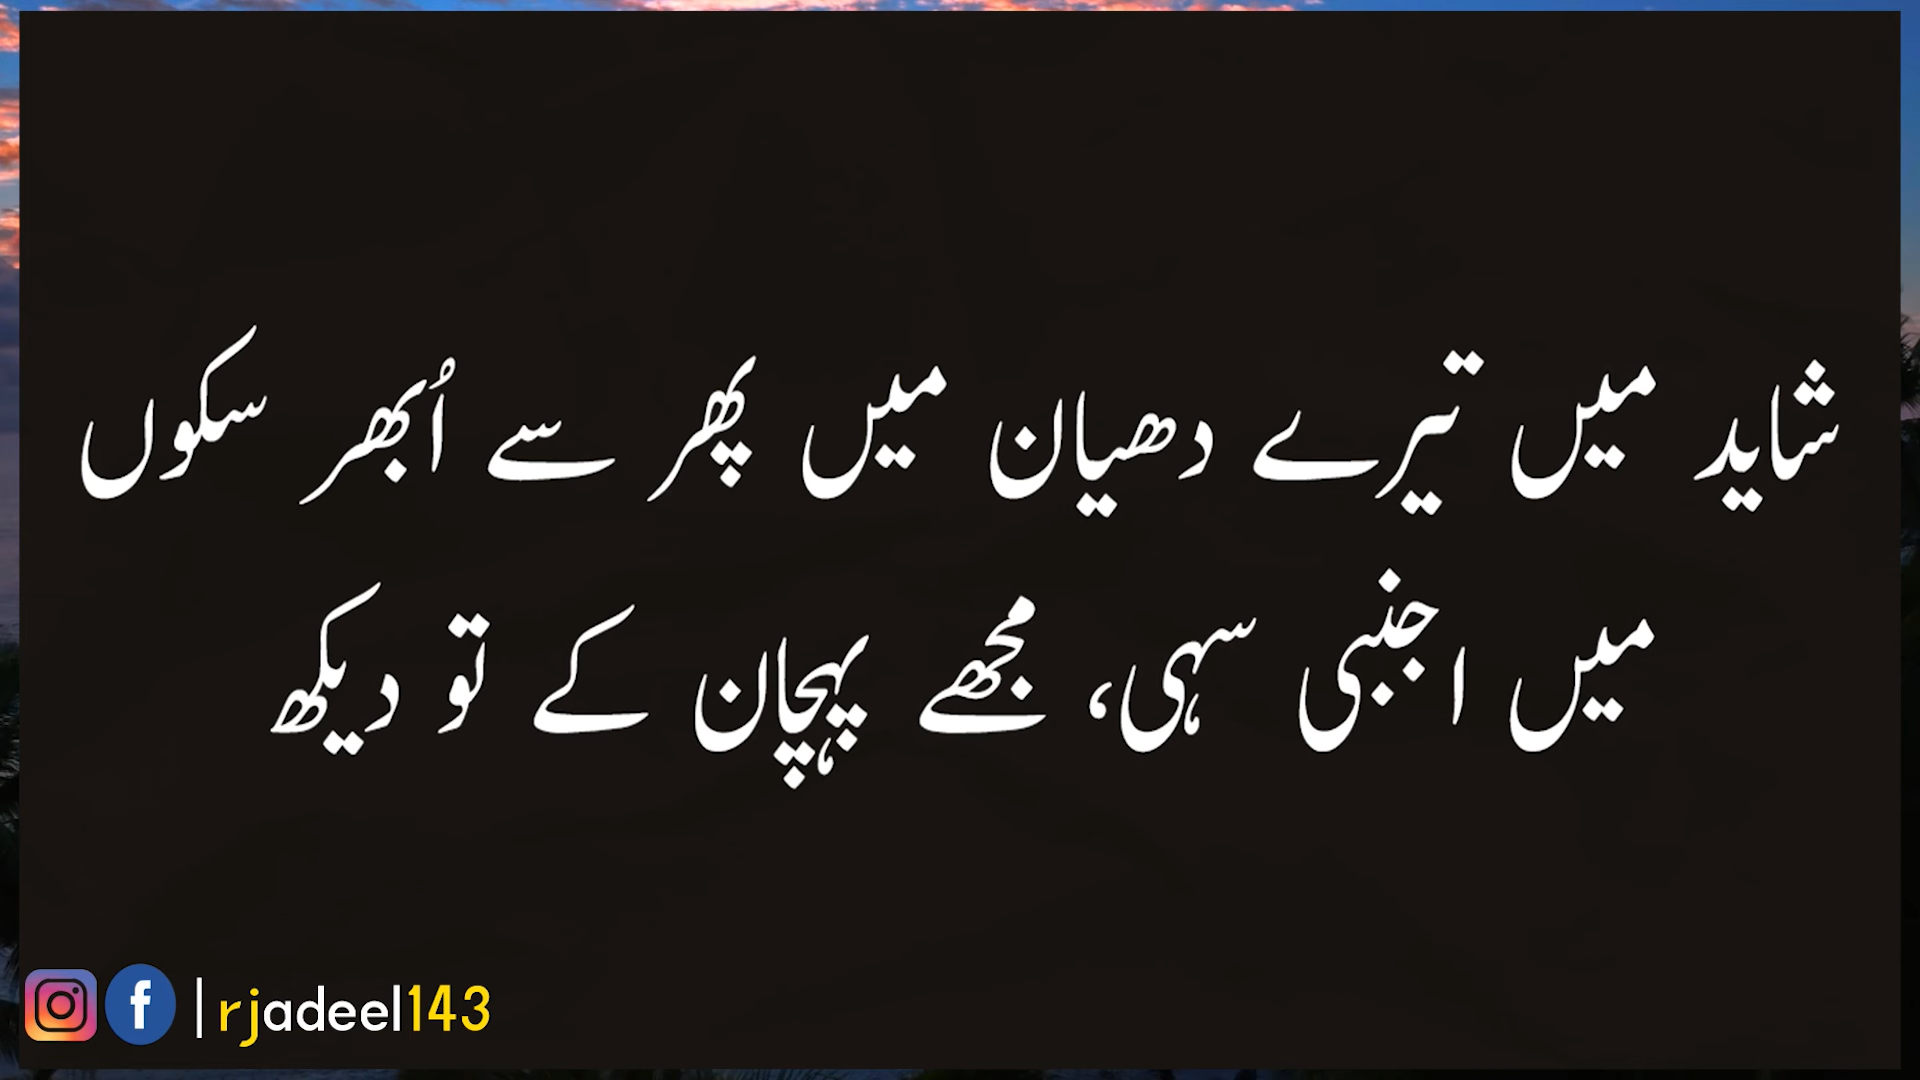 شاید میں تیرے دھیان میں پھر سے اُبھر سکوں
میں اجنبی سہی، مجھے پہچان کے تو دیکھ
|rjadeel143